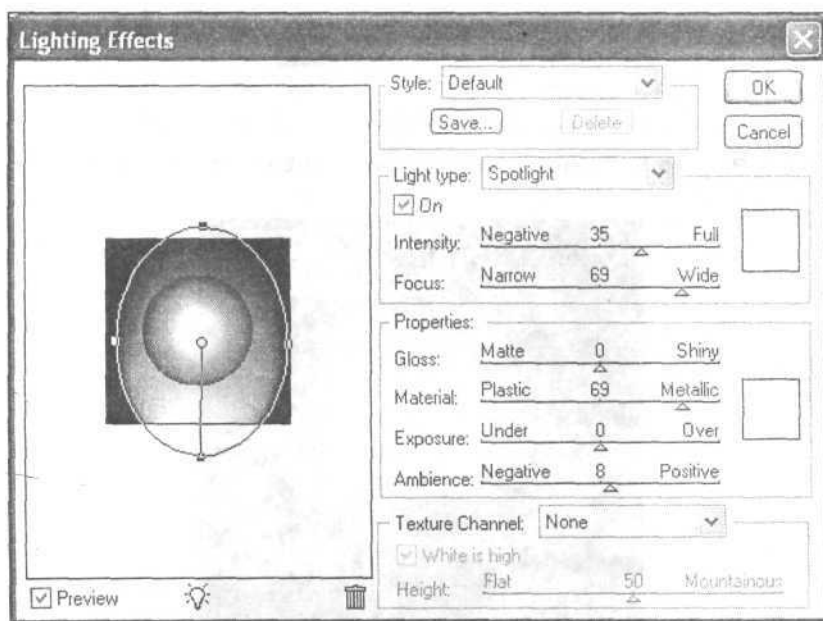 Lighting Effects
Style: Default
OK
Save...
Delete
Cancel
Light type: Spotlight
On
Intensity: Negative 35 Full
Focus: Narrow 69 Wide
Properties:
Gloss: Matte 0 Shiny
Material: Plastic 69 Metallic
Exposure: Under 0 Over
Ambience: Negative 8 Positive
Texture Channel: None
White is high
Height: Flat 50 Mountainous
Preview